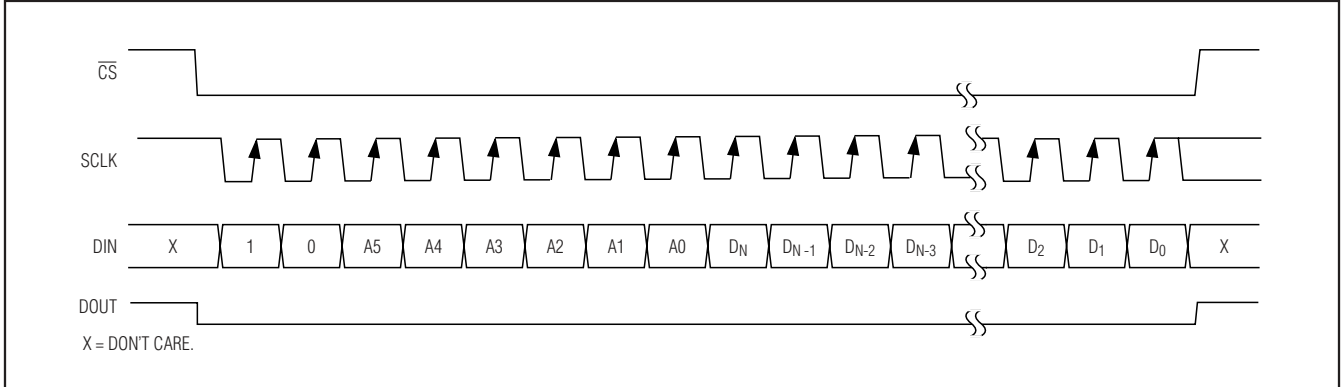 C̅S̅
SCLK
DIN X 1 0 A5 A4 A3 A2 A1 A0 DN DN-1 DN-2 DN-3 D2 D1 D0 X
DOUT
X = DON'T CARE.